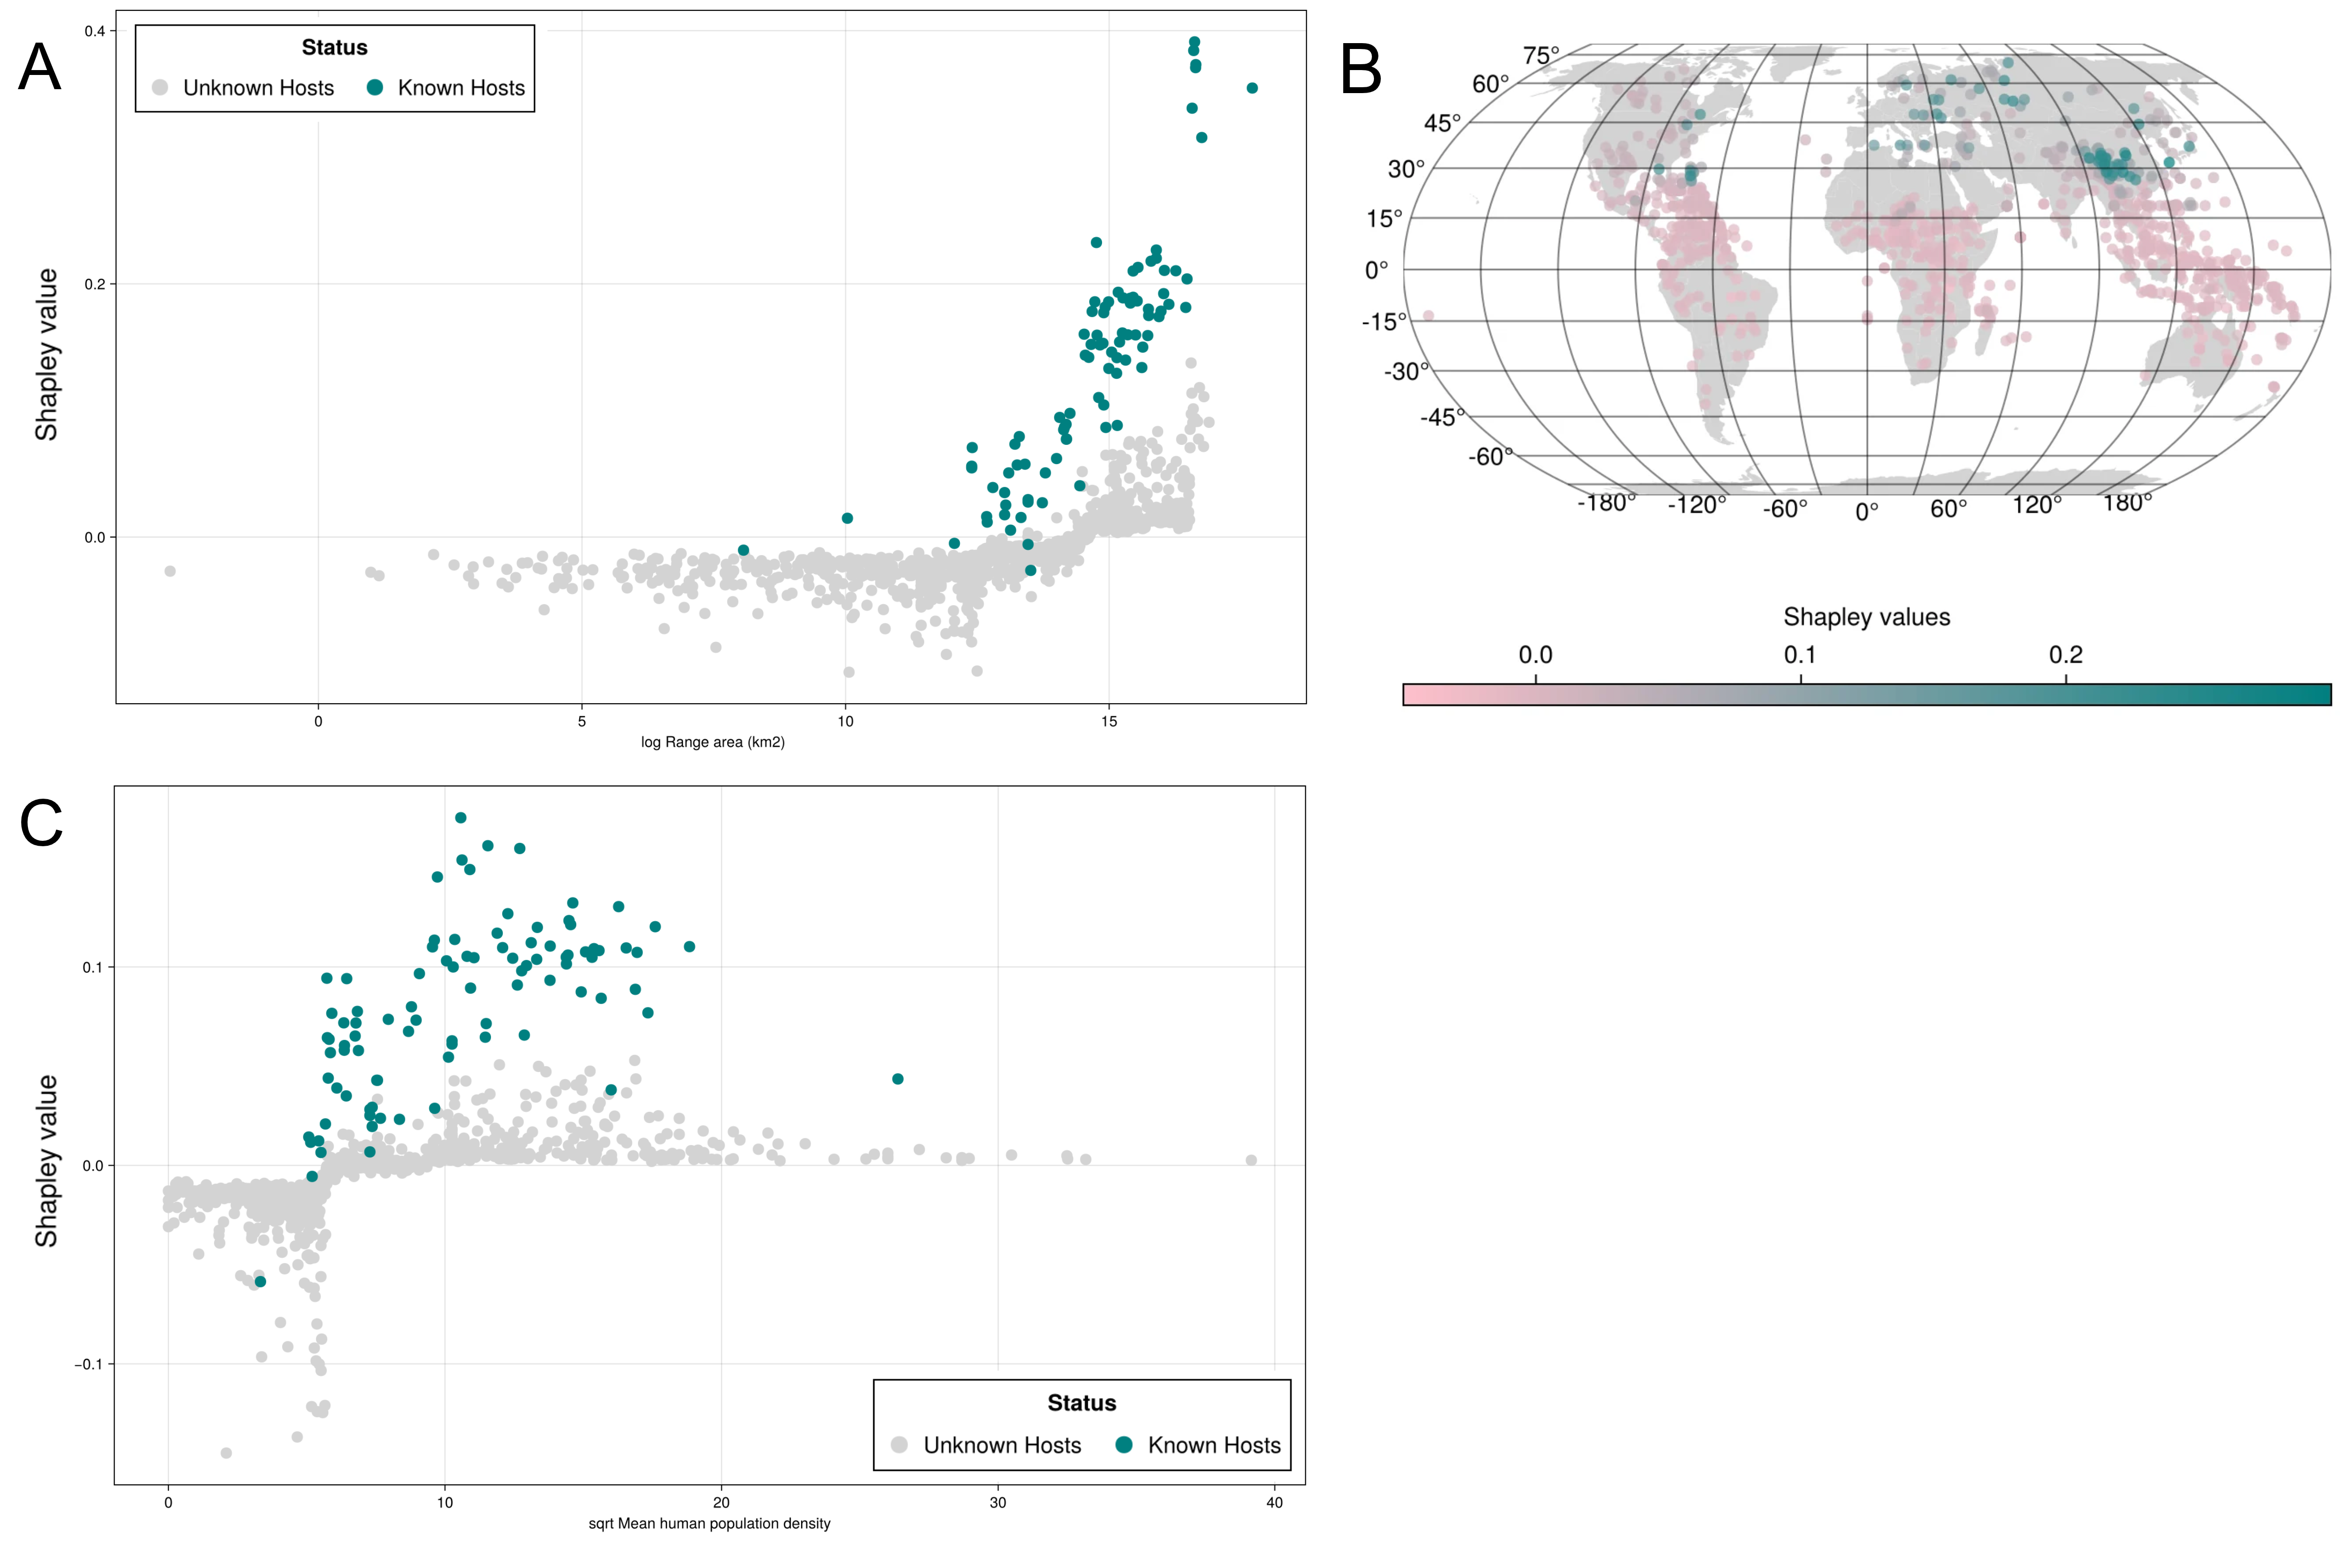 A
Status
Unknown Hosts Known Hosts
0.4
0.2
0.0
Shapley value
0 5 10 15
log Range area (km2)
B
75°
60°
45°
30°
15°
0°
-15°
-30°
-45°
-60°
-180° -120° -60° 0° 60° 120° 180°
Shapley values
0.0 0.1 0.2
C
0.1
0.0
−0.1
Shapley value
Status
Unknown Hosts Known Hosts
0 10 20 30 40
sqrt Mean human population density